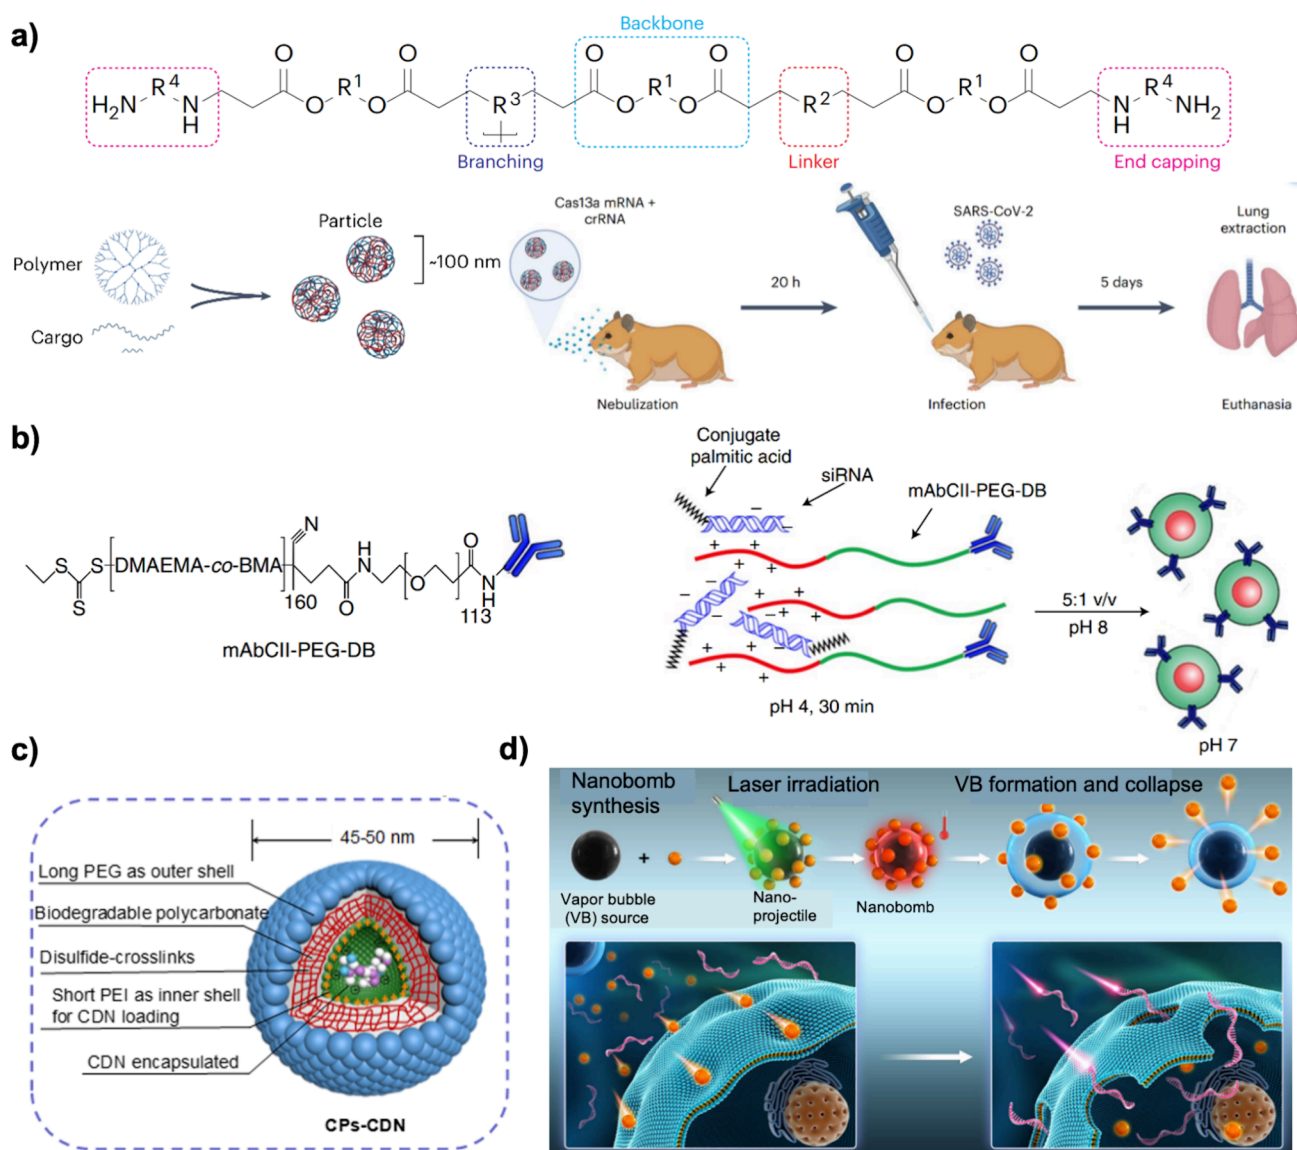 a)
Backbone
O
O
O
O
O
O
H₂N
R⁴
N
H
O
R¹
O
R³
O
R¹
O
R²
O
R¹
O
N
H
R⁴
NH₂
Branching
Linker
End capping
Polymer
Cargo
Particle
~100 nm
Cas13a mRNA +
crRNA
Nebulization
20 h
SARS-CoV-2
Infection
5 days
Lung
extraction
Euthanasia
b)
S
S
S
DMAEMA-co-BMA
160
N
O
H
N
O
113
O
N
H
mAbCII-PEG-DB
Conjugate
palmitic acid
siRNA
mAbCII-PEG-DB
pH 4, 30 min
5:1 v/v
pH 8
pH 7
c)
45-50 nm
Long PEG as outer shell
Biodegradable polycarbonate
Disulfide-crosslinks
Short PEI as inner shell
for CDN loading
CDN encapsulated
CPs-CDN
d)
Nanobomb
synthesis
Laser irradiation
VB formation and collapse
+
Vapor bubble
(VB) source
Nano-
projectile
Nanobomb